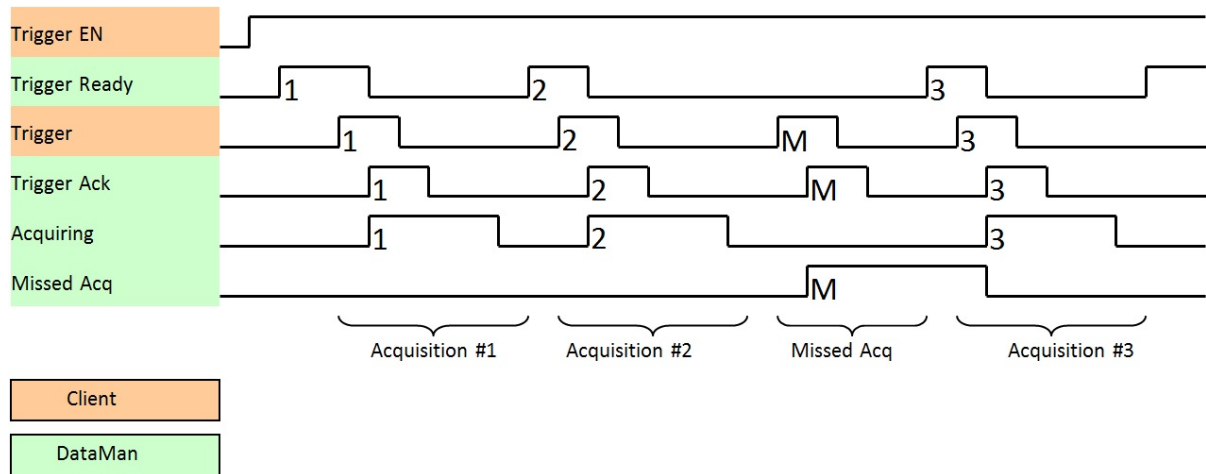 Trigger EN
Trigger Ready 1 2 3
Trigger 1 2 M 3
Trigger Ack 1 2 M 3
Acquiring 1 2 3
Missed Acq M
Acquisition #1 Acquisition #2 Missed Acq Acquisition #3
Client
DataMan